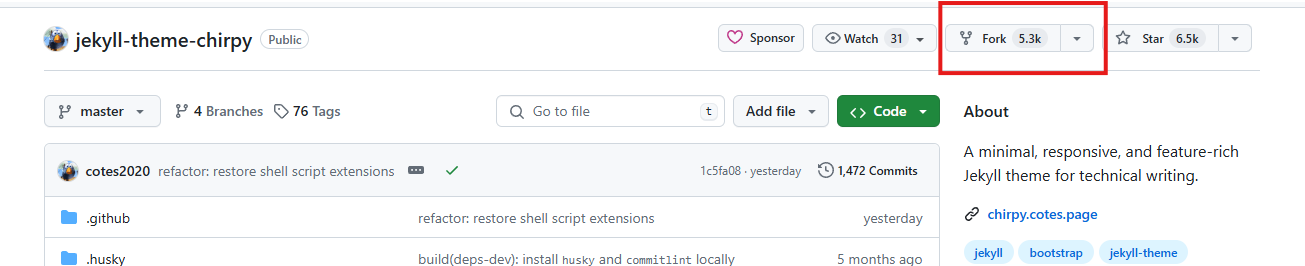 jekyll-theme-chirpy Public Sponsor Watch 31 Fork 5.3k Star 6.5k
master 4 Branches 76 Tags Go to file t Add file Code
About
A minimal, responsive, and feature-rich
Jekyll theme for technical writing.
chirpy.cotes.page
jekyll bootstrap jekyll-theme
cotes2020 refactor: restore shell script extensions 1c5fa08 · yesterday 1,472 Commits
.github refactor: restore shell script extensions yesterday
.husky build(deps-dev): install husky and commitlint locally 5 months ago